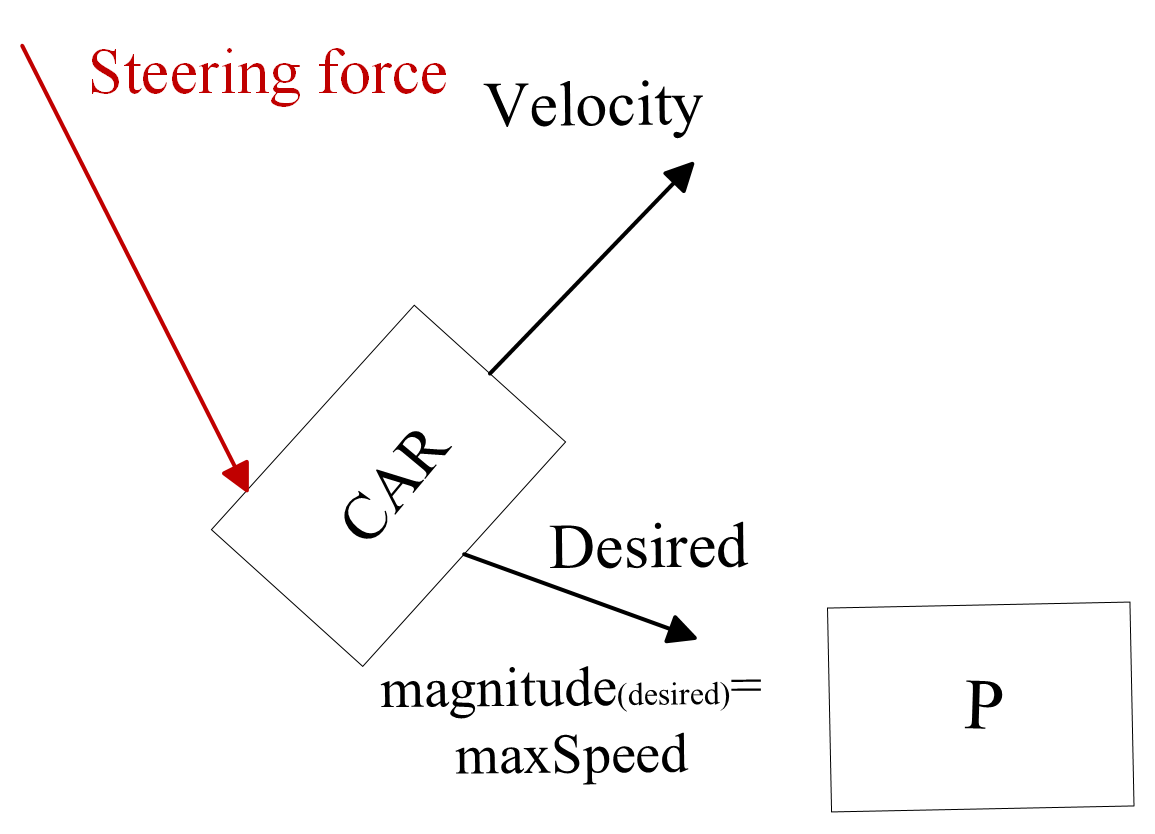 Steering force
Velocity
CAR
Desired
magnitude(desired)=
maxSpeed
P